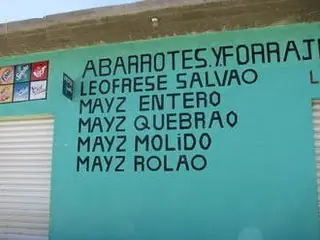 ABARROTES.Y.FORRAJ
LEOFRESE SALVAO
MAYZ ENTERO
MAYZ QUEBRAO
MAYZ MOLIDO
MAYZ ROLAO
L